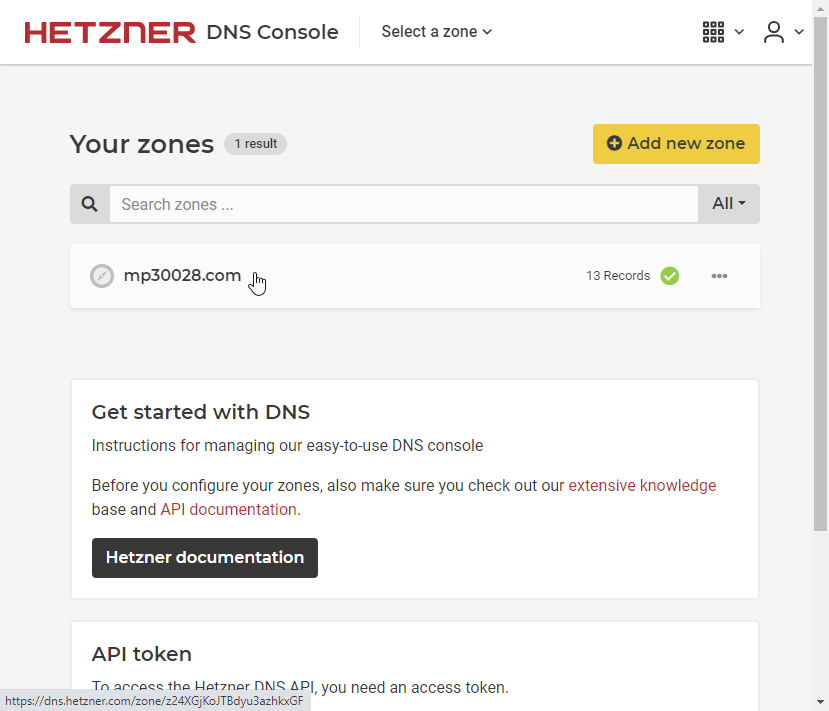 HETZNER DNS Console
Select a zone
Your zones
1 result
Add new zone
Search zones ...
All
mp30028.com
13 Records
Get started with DNS
Instructions for managing our easy-to-use DNS console
Before you configure your zones, also make sure you check out our extensive knowledge
base and API documentation.
Hetzner documentation
API token
To access the Hetzner DNS API, you need an access token.
https://dns.hetzner.com/zone/z24XGjKoJTBdyu3azhkxGF